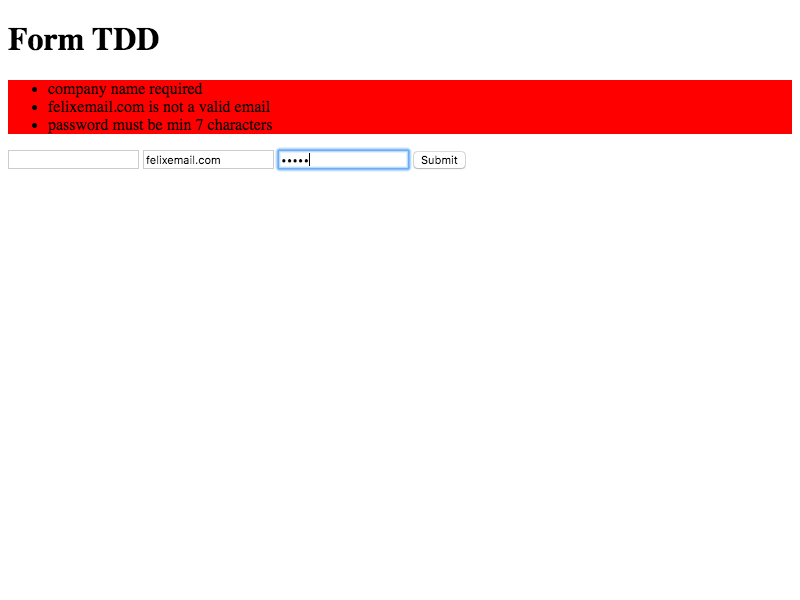 Form TDD
• company name required
• felixemail.com is not a valid email
• password must be min 7 characters
felixemail.com ••••• Submit